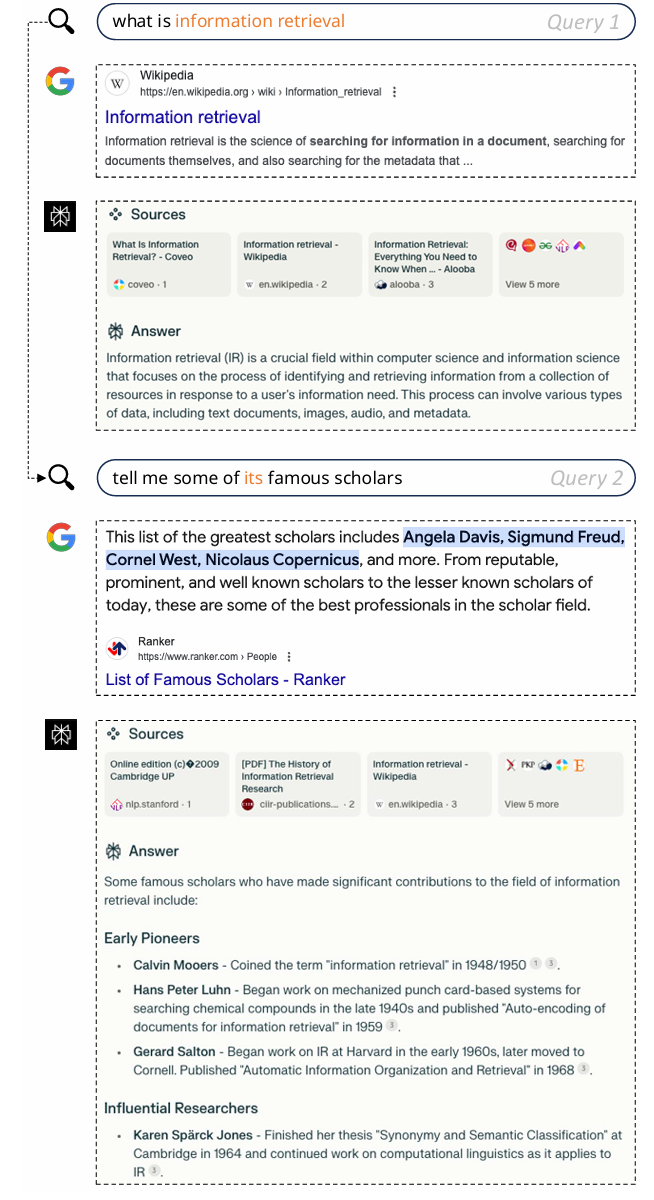 what is information retrieval
Query 1
W
Wikipedia
https://en.wikipedia.org › wiki › Information_retrieval
Information retrieval
Information retrieval is the science of searching for information in a document, searching for
documents themselves, and also searching for the metadata that ...
Sources
What Is Information
Retrieval? - Coveo
coveo · 1
Information retrieval -
Wikipedia
W en.wikipedia · 2
Information Retrieval:
Everything You Need to
Know When ... - Alooba
alooba · 3
View 5 more
Answer
Information retrieval (IR) is a crucial field within computer science and information science
that focuses on the process of identifying and retrieving information from a collection of
resources in response to a user's information need. This process can involve various types
of data, including text documents, images, audio, and metadata.
tell me some of its famous scholars
Query 2
This list of the greatest scholars includes Angela Davis, Sigmund Freud,
Cornel West, Nicolaus Copernicus, and more. From reputable,
prominent, and well known scholars to the lesser known scholars of
today, these are some of the best professionals in the scholar field.
Ranker
https://www.ranker.com › People
List of Famous Scholars - Ranker
Sources
Online edition (c)�2009
Cambridge UP
nlp.stanford · 1
[PDF] The History of
Information Retrieval
Research
ciir-publications.... · 2
Information retrieval -
Wikipedia
W en.wikipedia · 3
PKP
E
View 5 more
Answer
Some famous scholars who have made significant contributions to the field of information
retrieval include:
Early Pioneers
• Calvin Mooers - Coined the term "information retrieval" in 1948/1950 1 3 .
• Hans Peter Luhn - Began work on mechanized punch card-based systems for
searching chemical compounds in the late 1940s and published "Auto-encoding of
documents for information retrieval" in 1959 3 .
• Gerard Salton - Began work on IR at Harvard in the early 1960s, later moved to
Cornell. Published "Automatic Information Organization and Retrieval" in 1968 3 .
Influential Researchers
• Karen Spärck Jones - Finished her thesis "Synonymy and Semantic Classification" at
Cambridge in 1964 and continued work on computational linguistics as it applies to
IR 3 .